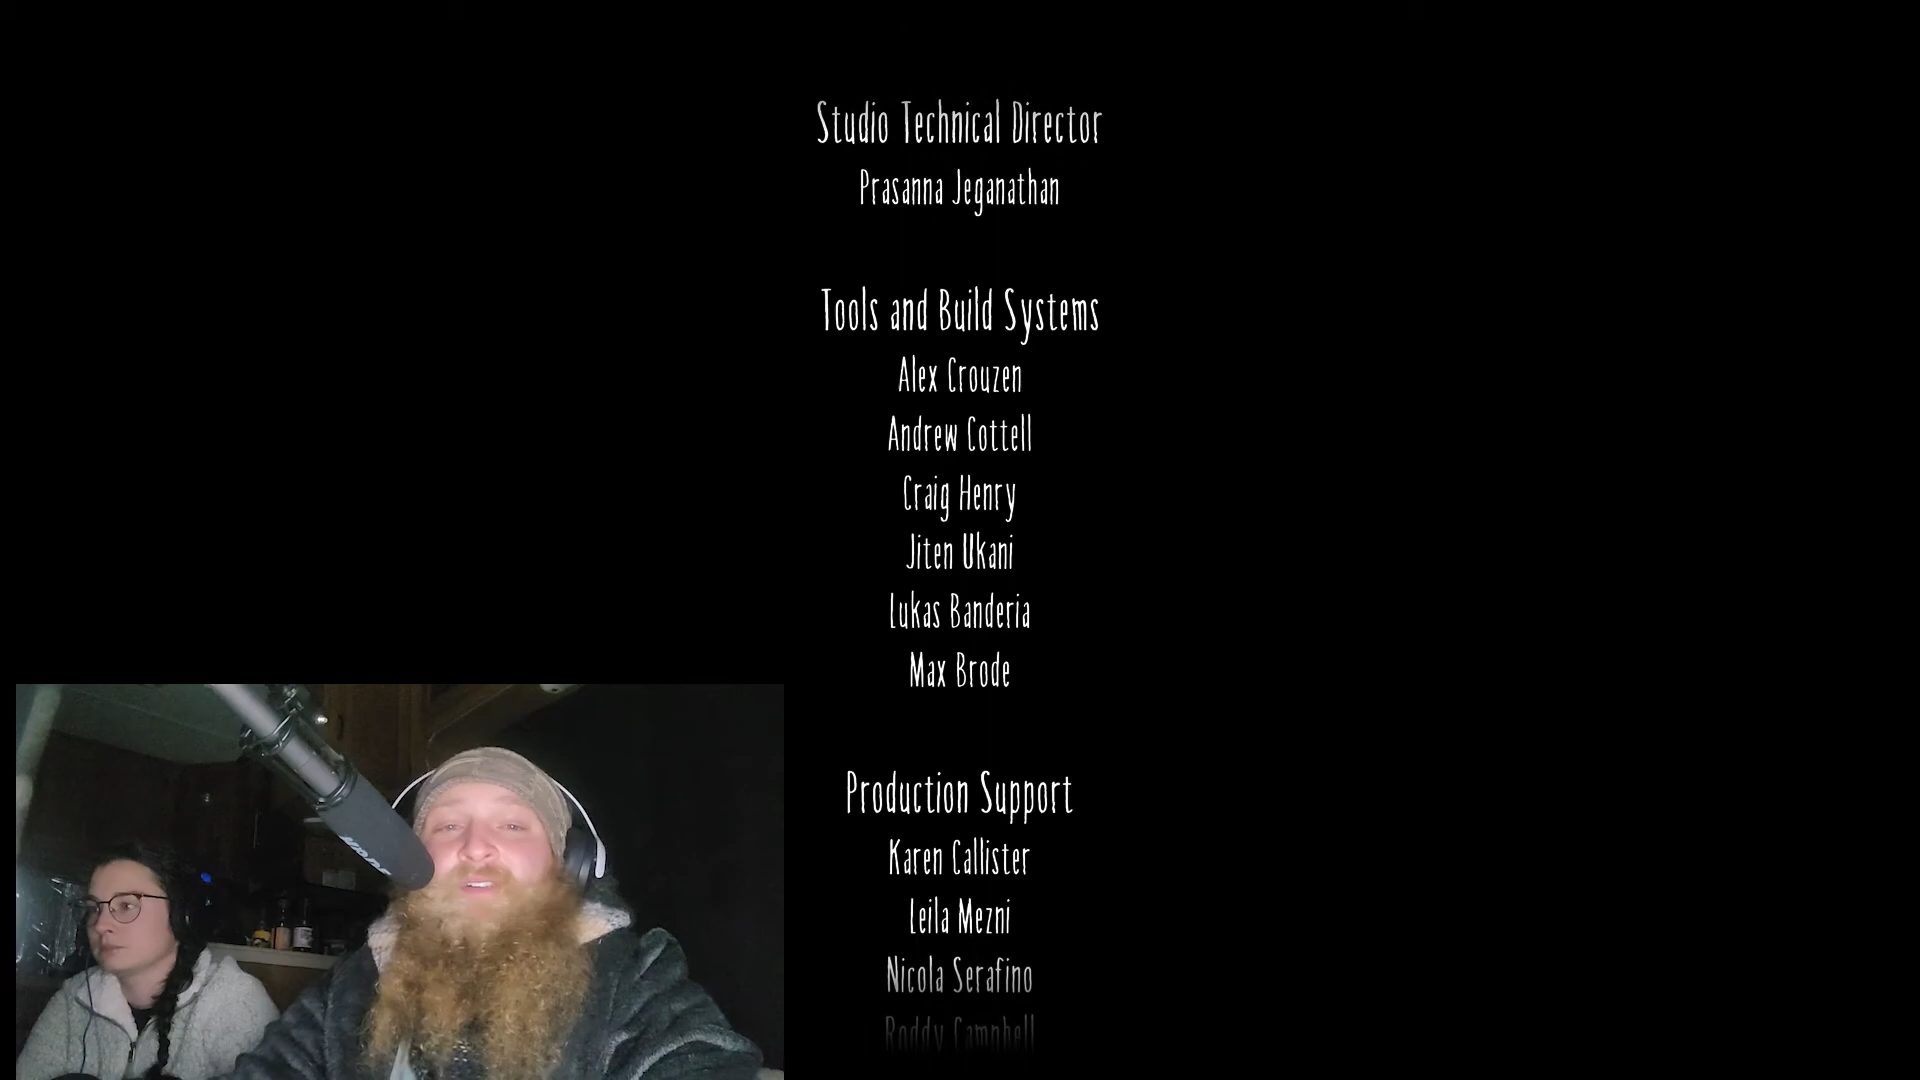 Studio Technical Director
Prasanna Jeganathan
Tools and Build Systems
Alex Crouzen
Andrew Cottell
Craig Henry
Jiten Ukani
Lukas Banderia
Max Brode
Production Support
Karen Callister
Leila Mezni
Nicola Serafino
Roddy Campbell